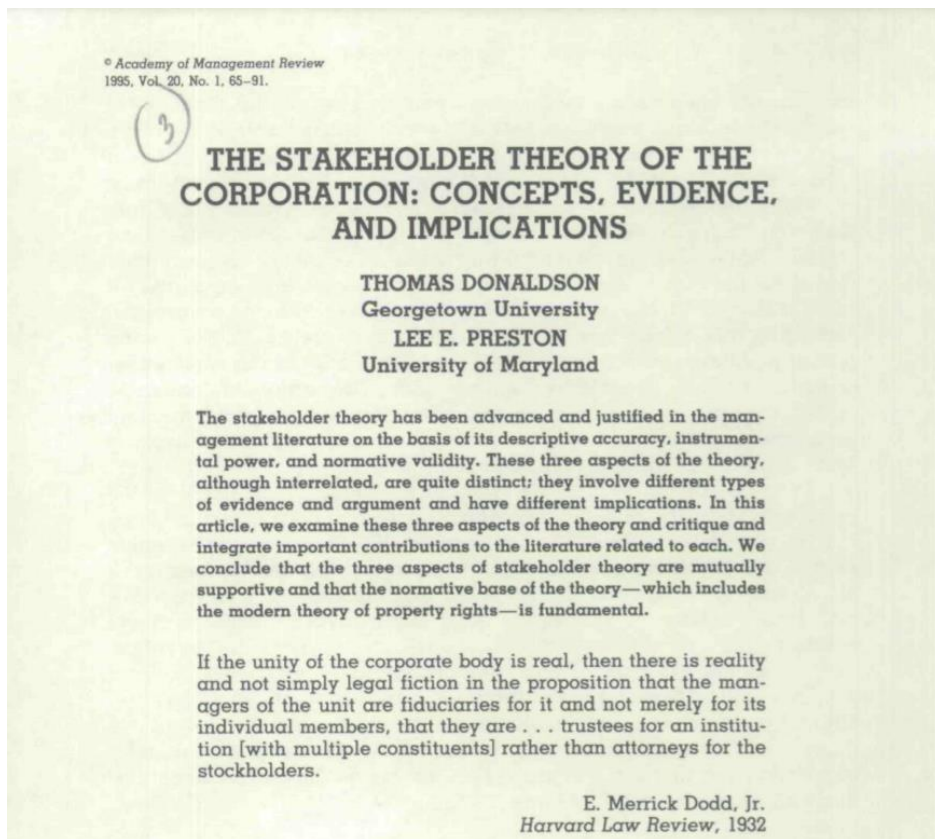 © Academy of Management Review
1995, Vol. 20, No. 1, 65–91.
3
THE STAKEHOLDER THEORY OF THE
CORPORATION: CONCEPTS, EVIDENCE,
AND IMPLICATIONS
THOMAS DONALDSON
Georgetown University
LEE E. PRESTON
University of Maryland
The stakeholder theory has been advanced and justified in the man-
agement literature on the basis of its descriptive accuracy, instrumen-
tal power, and normative validity. These three aspects of the theory,
although interrelated, are quite distinct; they involve different types
of evidence and argument and have different implications. In this
article, we examine these three aspects of the theory and critique and
integrate important contributions to the literature related to each. We
conclude that the three aspects of stakeholder theory are mutually
supportive and that the normative base of the theory—which includes
the modern theory of property rights—is fundamental.
If the unity of the corporate body is real, then there is reality
and not simply legal fiction in the proposition that the man-
agers of the unit are fiduciaries for it and not merely for its
individual members, that they are . . . trustees for an institu-
tion [with multiple constituents] rather than attorneys for the
stockholders.
E. Merrick Dodd, Jr.
Harvard Law Review, 1932